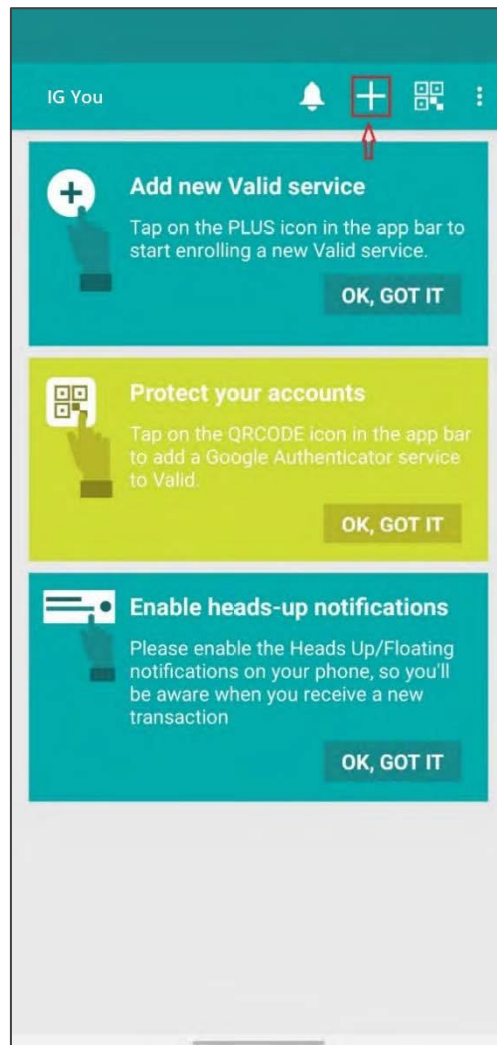 IG You
Add new Valid service
Tap on the PLUS icon in the app bar to
start enrolling a new Valid service.
OK, GOT IT
Protect your accounts
Tap on the QRCODE icon in the app bar
to add a Google Authenticator service
to Valid.
OK, GOT IT
Enable heads-up notifications
Please enable the Heads Up/Floating
notifications on your phone, so you'll
be aware when you receive a new
transaction
OK, GOT IT